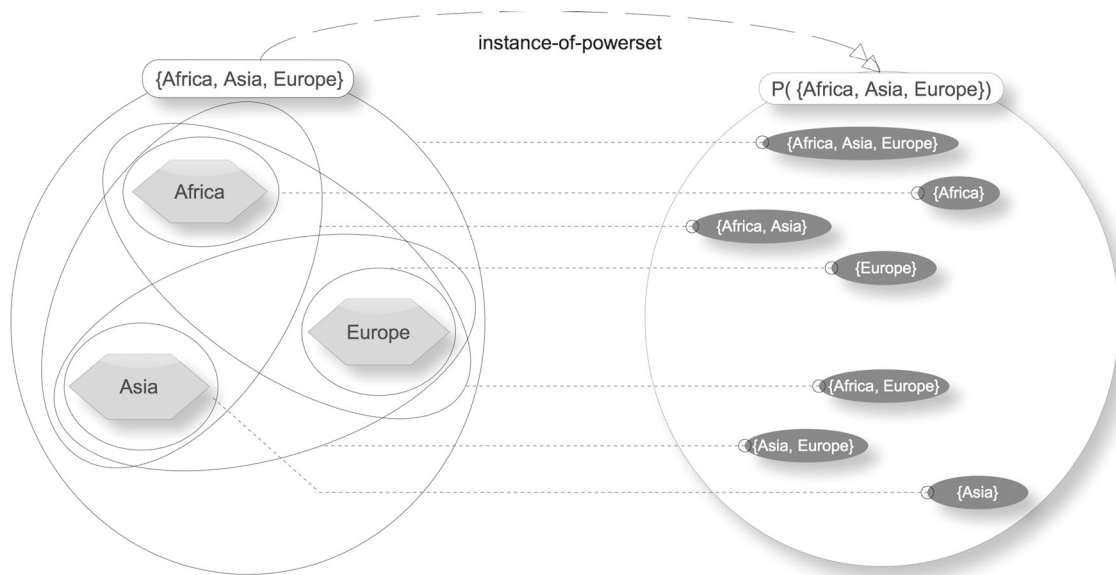 instance-of-powerset
{Africa, Asia, Europe}
P( {Africa, Asia, Europe})
{Africa, Asia, Europe}
Africa
{Africa}
{Africa, Asia}
{Europe}
Europe
Asia
{Africa, Europe}
{Asia, Europe}
{Asia}